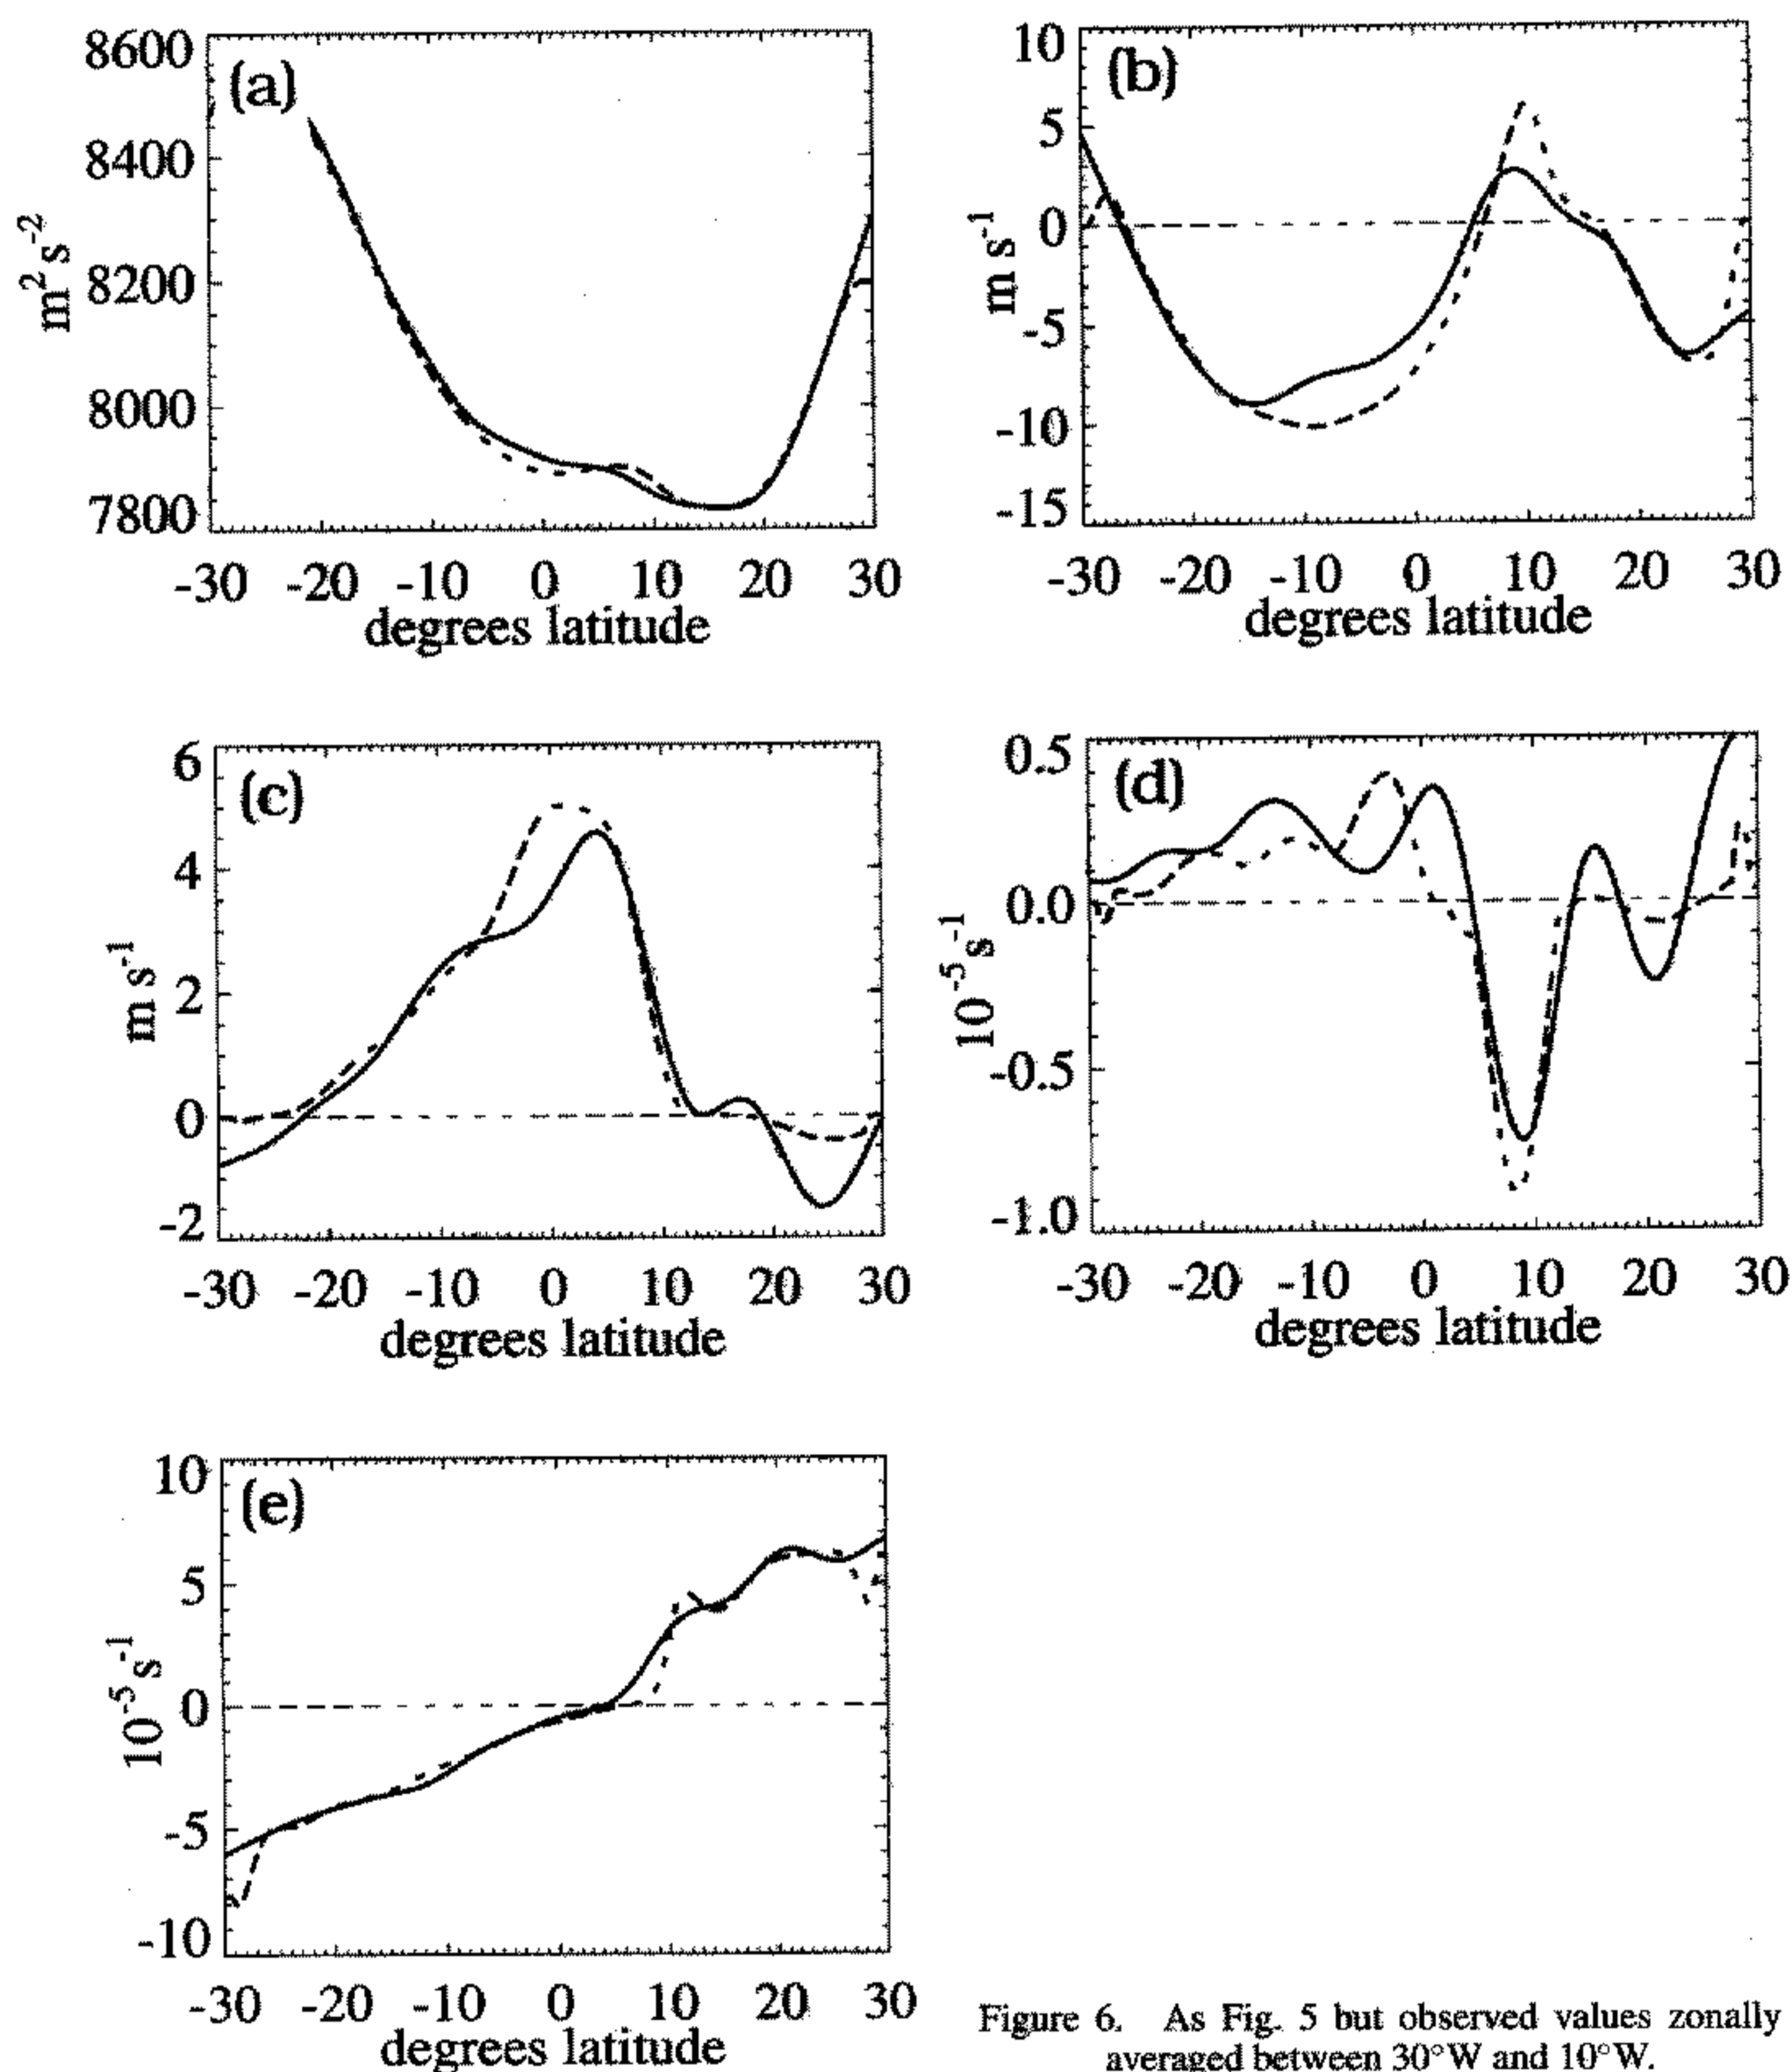 (a)
8600
8400
8200
8000
7800
m² s⁻²
-30 -20 -10 0 10 20 30
degrees latitude
(b)
10
5
0
-5
-10
-15
m s⁻¹
-30 -20 -10 0 10 20 30
degrees latitude
(c)
6
4
2
0
-2
m s⁻¹
-30 -20 -10 0 10 20 30
degrees latitude
(d)
0.5
0.0
-0.5
-1.0
10⁻⁵ s⁻¹
-30 -20 -10 0 10 20 30
degrees latitude
(e)
10
5
0
-5
-10
10⁻⁵ s⁻¹
-30 -20 -10 0 10 20 30
degrees latitude
Figure 6. As Fig. 5 but observed values zonally
averaged between 30°W and 10°W.